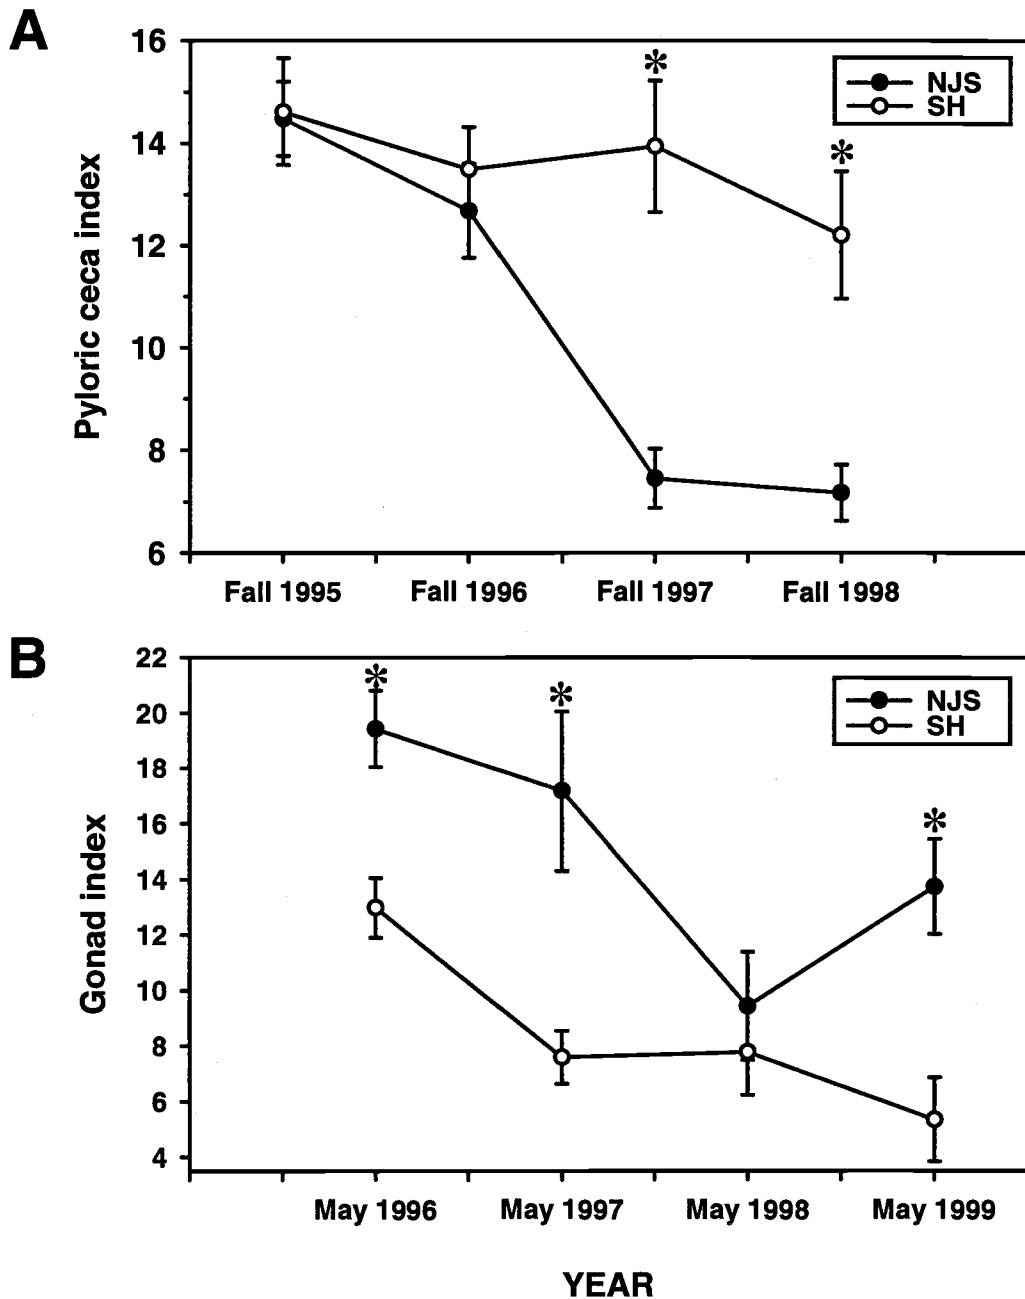 A
16
14
12
10
8
6
Pyloric ceca index
* *
NJS
SH
Fall 1995 Fall 1996 Fall 1997 Fall 1998
B
22
20
18
16
14
12
10
8
6
4
Gonad index
* * *
NJS
SH
May 1996 May 1997 May 1998 May 1999
YEAR